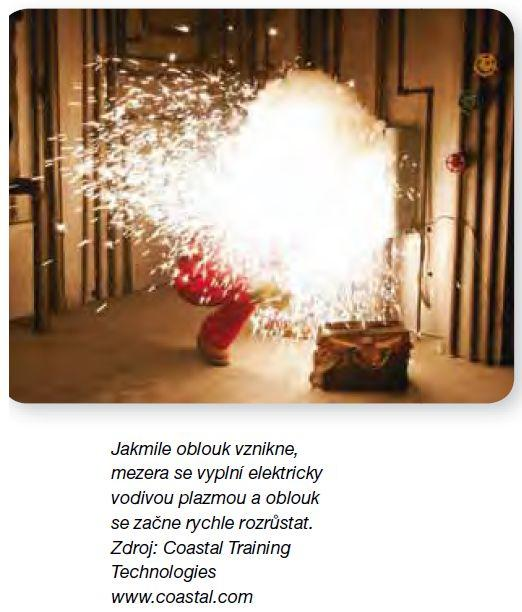 Jakmile oblouk vznikne,
mezera se vyplní elektricky
vodivou plazmou a oblouk
se začne rychle rozrůstat.
Zdroj: Coastal Training
Technologies
www.coastal.com